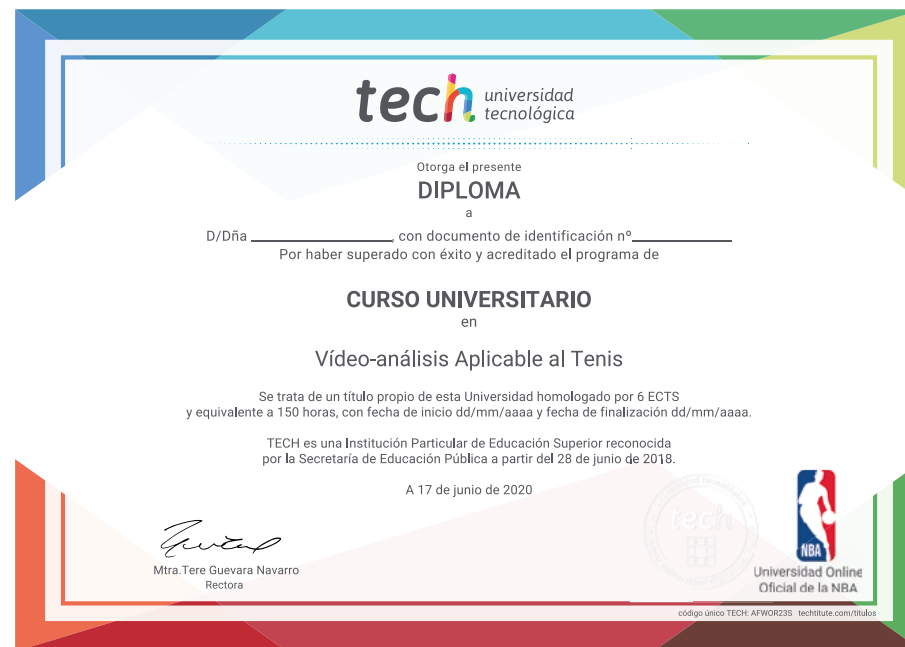 tech universidad
tecnológica
Otorga el presente
DIPLOMA
a
D/Dña ____________, con documento de identificación nº_________
Por haber superado con éxito y acreditado el programa de
CURSO UNIVERSITARIO
en
Vídeo-análisis Aplicable al Tenis
Se trata de un título propio de esta Universidad homologado por 6 ECTS
y equivalente a 150 horas, con fecha de inicio dd/mm/aaaa y fecha de finalización dd/mm/aaaa.
TECH es una Institución Particular de Educación Superior reconocida
por la Secretaría de Educación Pública a partir del 28 de junio de 2018.
A 17 de junio de 2020
tech
Mtra.Tere Guevara Navarro
Rectora
NBA
Universidad Online
Oficial de la NBA
código único TECH: AFWOR23S techtitute.com/titulos